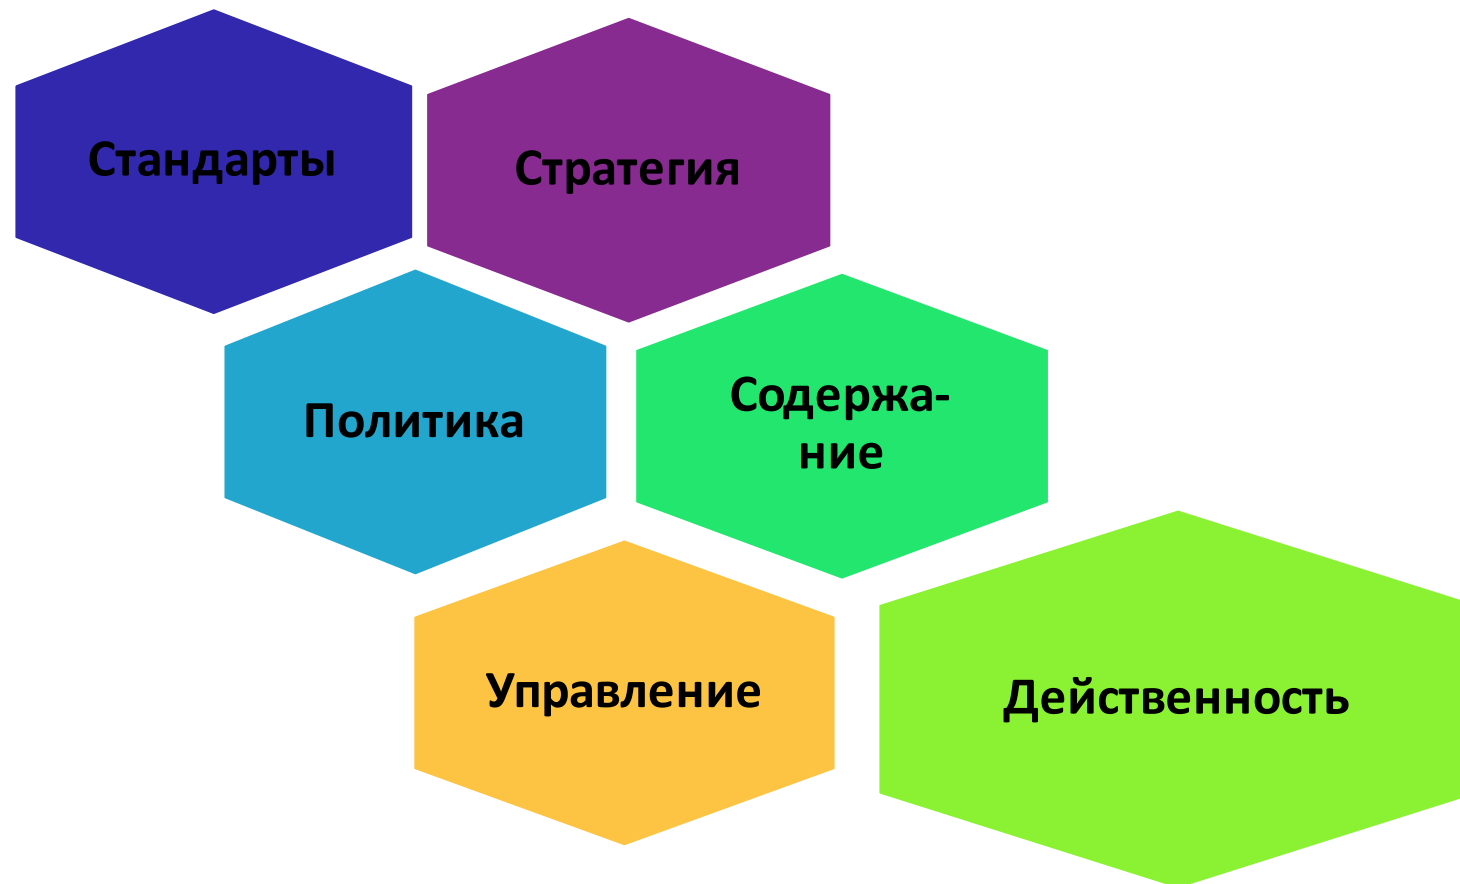 Стандарты
Стратегия
Политика
Содержа-
ние
Управление
Действенность